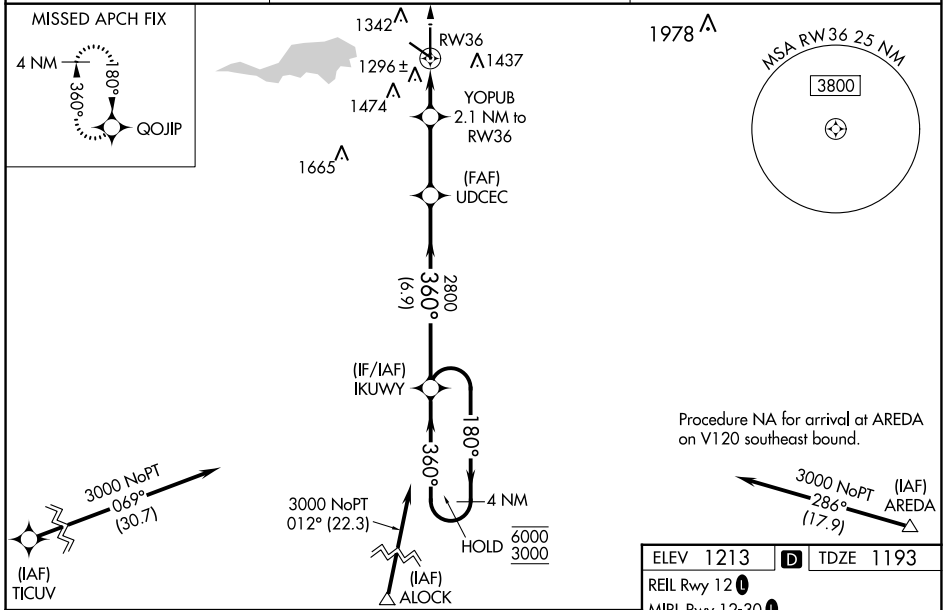 MISSED APCH FIX
4 NM
180°
360°
QOJIP
1342
RW36
1296±
1437
1474
YOPUB
2.1 NM to
RW36
1665
(FAF)
UDCEC
1978
MSA RW36 25 NM
3800
2800
360°
(6.9)
(IF/IAF)
IKUWY
180°
360°
4 NM
HOLD
6000
3000
3000 NoPT
069°
(30.7)
(IAF)
TICUV
3000 NoPT
012° (22.3)
(IAF)
ALOCK
Procedure NA for arrival at AREDA
on V120 southeast bound.
3000 NoPT
286°
(17.9)
(IAF)
AREDA
ELEV 1213 D TDZE 1193
REIL Rwy 12 L
MIRL Rwy 12-30 L